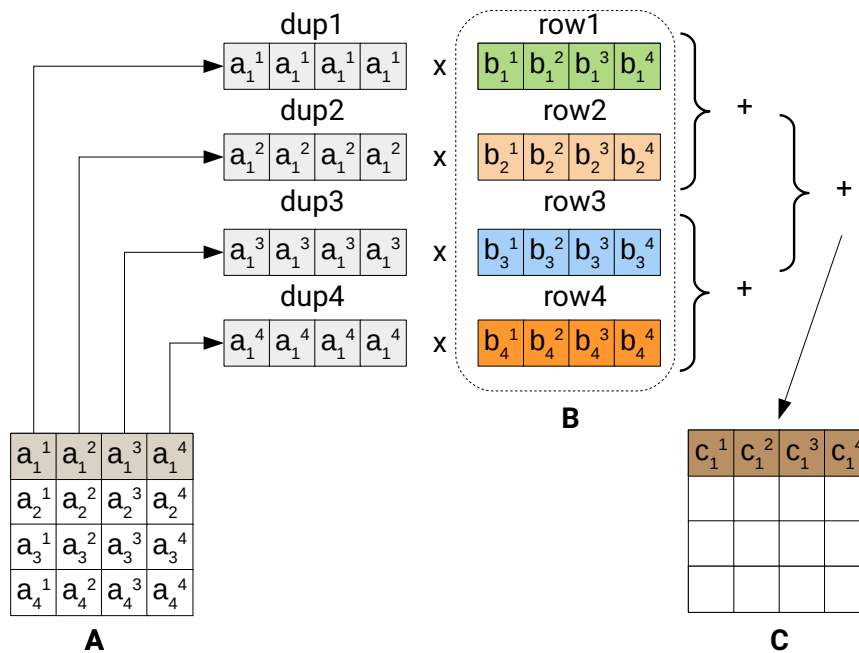 dup1 row1
a₁¹ a₁¹ a₁¹ a₁¹ x b₁¹ b₁² b₁³ b₁⁴
+
dup2 row2
a₁² a₁² a₁² a₁² x b₂¹ b₂² b₂³ b₂⁴
+
dup3 row3
a₁³ a₁³ a₁³ a₁³ x b₃¹ b₃² b₃³ b₃⁴
+
dup4 row4
a₁⁴ a₁⁴ a₁⁴ a₁⁴ x b₄¹ b₄² b₄³ b₄⁴
B
a₁¹ a₁² a₁³ a₁⁴ c₁¹ c₁² c₁³ c₁⁴
a₂¹ a₂² a₂³ a₂⁴
a₃¹ a₃² a₃³ a₃⁴
a₄¹ a₄² a₄³ a₄⁴
A C